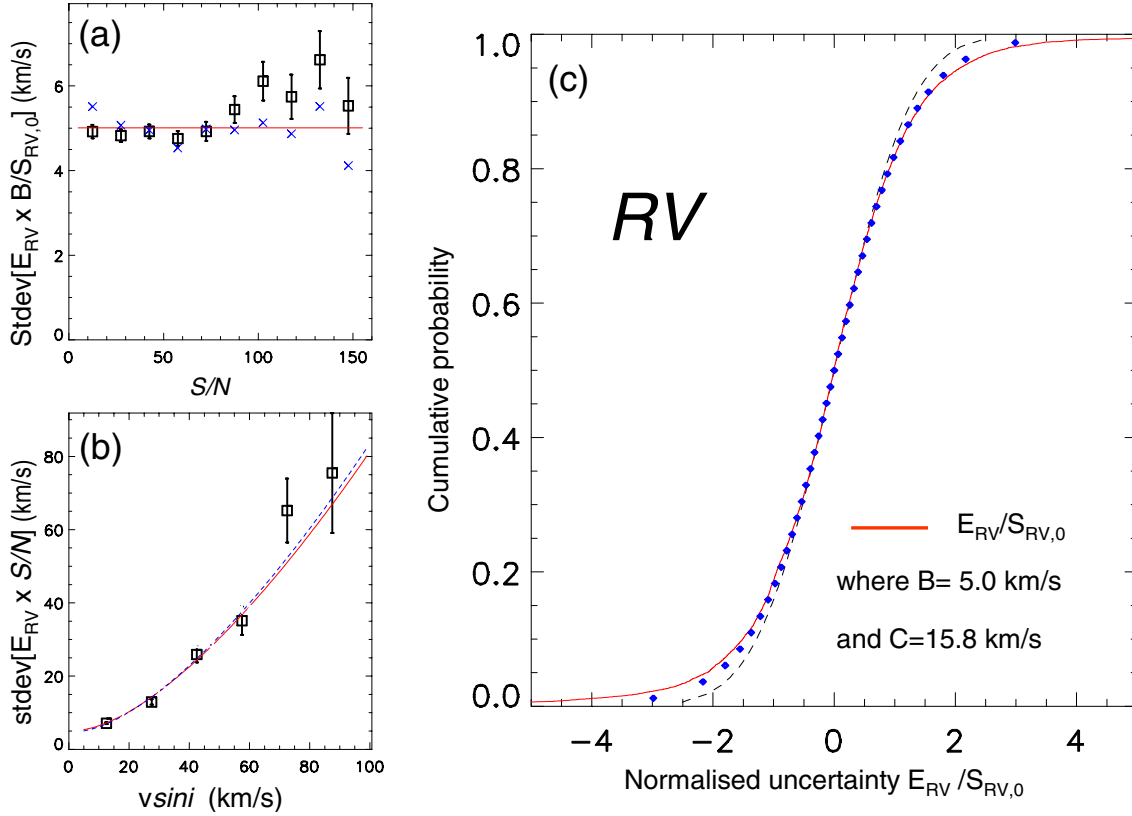 (a)
Stdev[E_RV x B/S_RV,0] (km/s)
6
4
2
0
0 50 100 150
S/N
(b)
stdev[E_RV x S/N] (km/s)
80
60
40
20
0
0 20 40 60 80 100
vsini (km/s)
(c)
RV
Cumulative probability
1.0
0.8
0.6
0.4
0.2
0.0
E_RV/S_RV,0
where B= 5.0 km/s
and C=15.8 km/s
−4 −2 0 2 4
Normalised uncertainty E_RV /S_RV,0